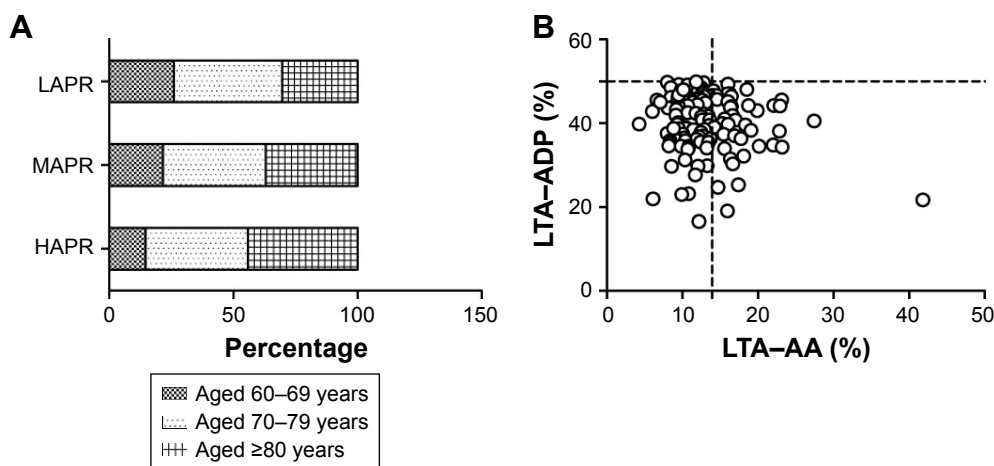 A
LAPR
MAPR
HAPR
0
50
100
150
Percentage
Aged 60–69 years
Aged 70–79 years
Aged ≥80 years
B
LTA–ADP (%)
60
40
20
0
0
10
20
30
40
50
LTA–AA (%)